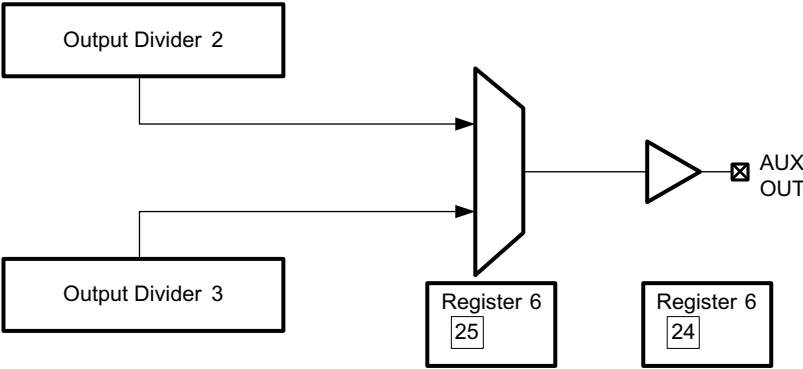 Output Divider 2
AUX
OUT
Output Divider 3
Register 6
25
Register 6
24